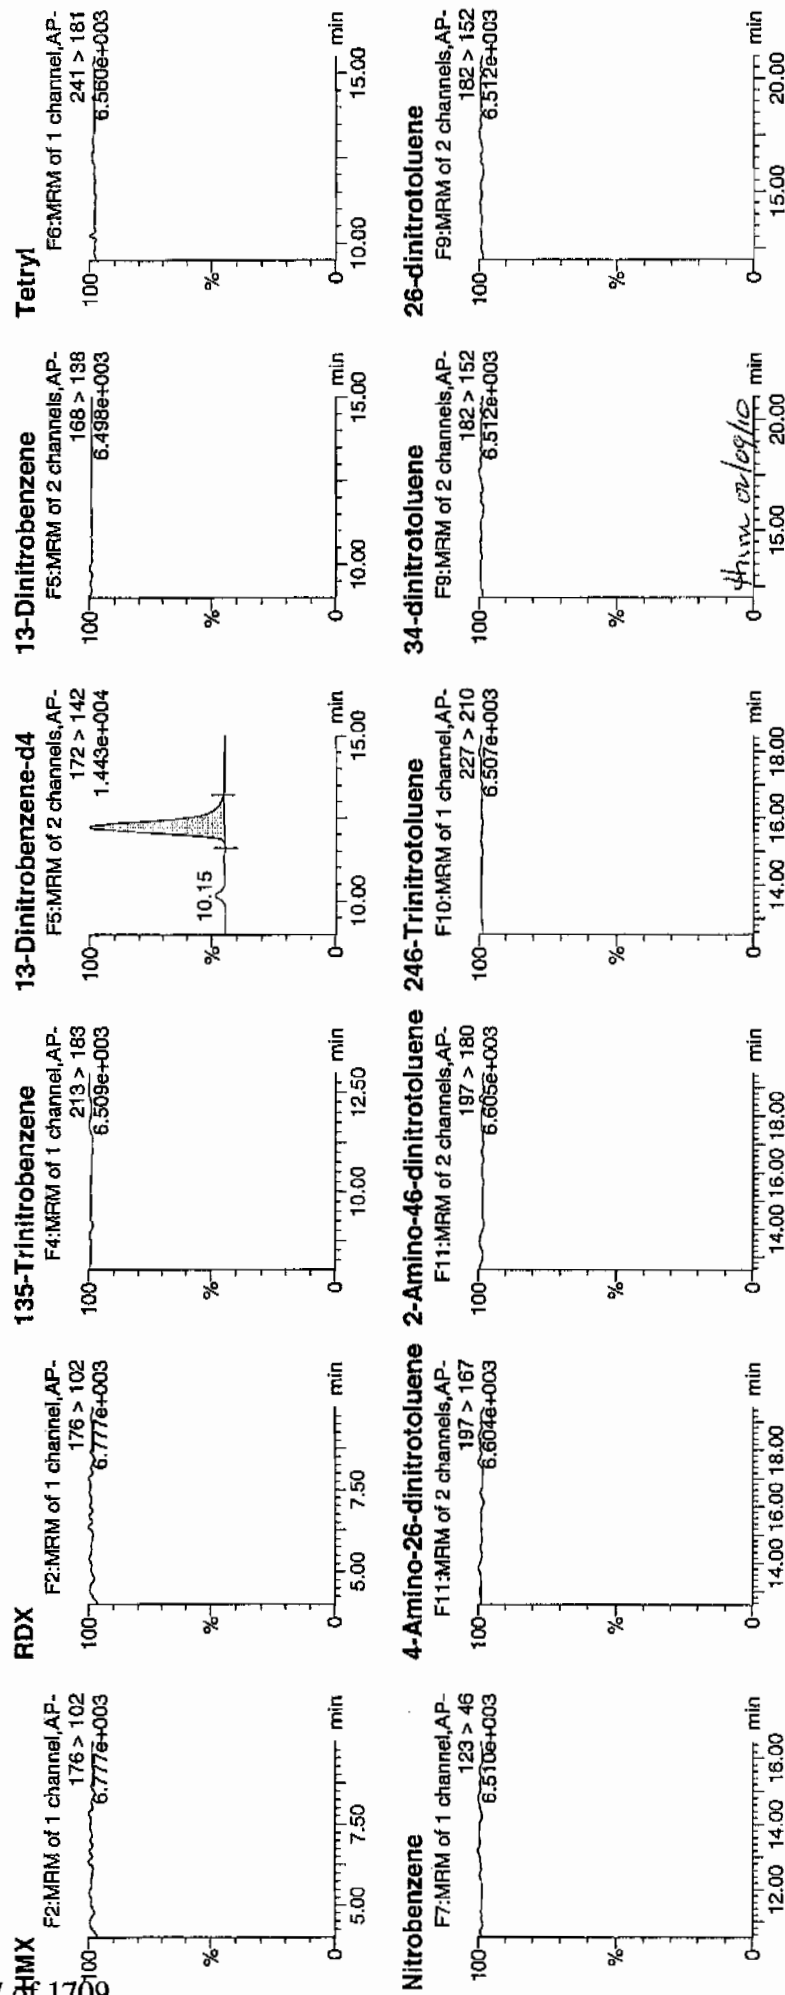 HMX
F2:MRM of 1 channel,AP-
176 > 102
6.777e+003
100
%
0
5.00 7.50 min
RDX
F2:MRM of 1 channel,AP-
176 > 102
6.777e+003
100
%
0
5.00 7.50 min
135-Trinitrobenzene
F4:MRM of 1 channel,AP-
213 > 183
6.509e+003
100
%
0
10.00 12.50 min
13-Dinitrobenzene-d4
F5:MRM of 2 channels,AP-
172 > 142
1.443e+004
100
10.15
%
0
10.00 15.00 min
13-Dinitrobenzene
F5:MRM of 2 channels,AP-
168 > 138
6.498e+003
100
%
0
10.00 15.00 min
Tetryl
F6:MRM of 1 channel,AP-
241 > 181
6.560e+003
100
%
0
10.00 15.00 min
Nitrobenzene
F7:MRM of 1 channel,AP-
123 > 46
6.510e+003
100
%
0
12.00 14.00 16.00 min
4-Amino-26-dinitrotoluene
F11:MRM of 2 channels,AP-
197 > 167
6.604e+003
100
%
0
14.00 16.00 18.00 min
2-Amino-46-dinitrotoluene
F11:MRM of 2 channels,AP-
197 > 180
6.605e+003
100
%
0
14.00 16.00 18.00 min
246-Trinitrotoluene
F10:MRM of 1 channel,AP-
227 > 210
6.507e+003
100
%
0
14.00 16.00 18.00 min
34-dinitrotoluene
F9:MRM of 2 channels,AP-
182 > 152
6.512e+003
100
%
0
02/09/10
15.00 20.00 min
26-dinitrotoluene
F9:MRM of 2 channels,AP-
182 > 152
6.512e+003
100
%
0
15.00 20.00 min
of 1709